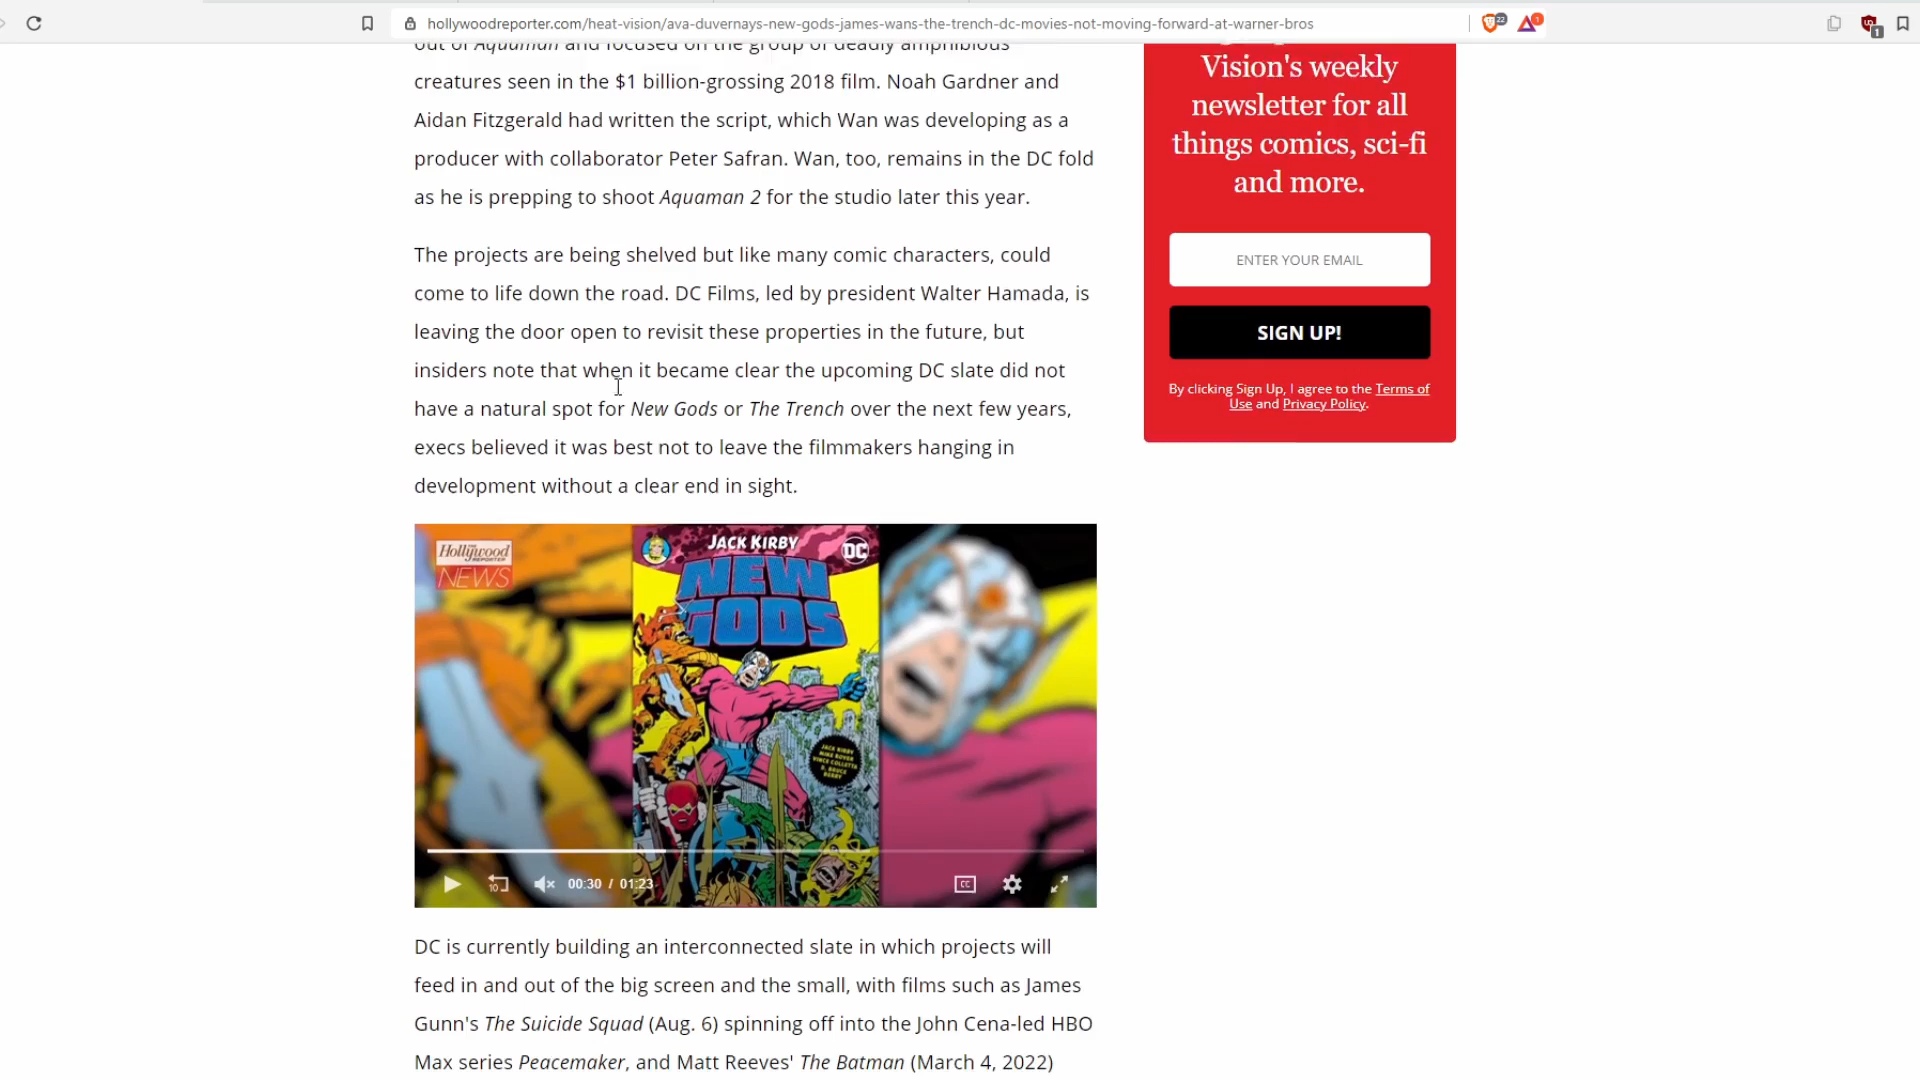 hollywoodreporter.com/heat-vision/ava-duvernays-new-gods-james-wans-the-trench-dc-movies-not-moving-forward-at-warner-bros
22
1
1
out of Aquaman and focused on the group of deadly amphibious
creatures seen in the $1 billion-grossing 2018 film. Noah Gardner and
Aidan Fitzgerald had written the script, which Wan was developing as a
producer with collaborator Peter Safran. Wan, too, remains in the DC fold
as he is prepping to shoot Aquaman 2 for the studio later this year.
The projects are being shelved but like many comic characters, could
come to life down the road. DC Films, led by president Walter Hamada, is
leaving the door open to revisit these properties in the future, but
insiders note that when it became clear the upcoming DC slate did not
have a natural spot for New Gods or The Trench over the next few years,
execs believed it was best not to leave the filmmakers hanging in
development without a clear end in sight.
The Hollywood
REPORTER
NEWS
JACK KIRBY
DC
NEW
GODS
JACK KIRBY
MIKE ROYER
VINCE COLLETTA
D. BRUCE
BERRY
10
00:30 / 01:23
CC
DC is currently building an interconnected slate in which projects will
feed in and out of the big screen and the small, with films such as James
Gunn's The Suicide Squad (Aug. 6) spinning off into the John Cena-led HBO
Max series Peacemaker, and Matt Reeves' The Batman (March 4, 2022)
Vision's weekly
newsletter for all
things comics, sci-fi
and more.
ENTER YOUR EMAIL
SIGN UP!
By clicking Sign Up, I agree to the Terms of
Use and Privacy Policy.